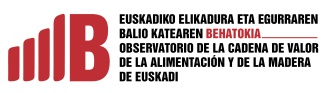 B
EUSKADIKO ELIKADURA ETA EGURRAREN
BALIO KATEAREN BEHATOKIA
OBSERVATORIO DE LA CADENA DE VALOR
DE LA ALIMENTACIÓN Y DE LA MADERA
DE EUSKADI